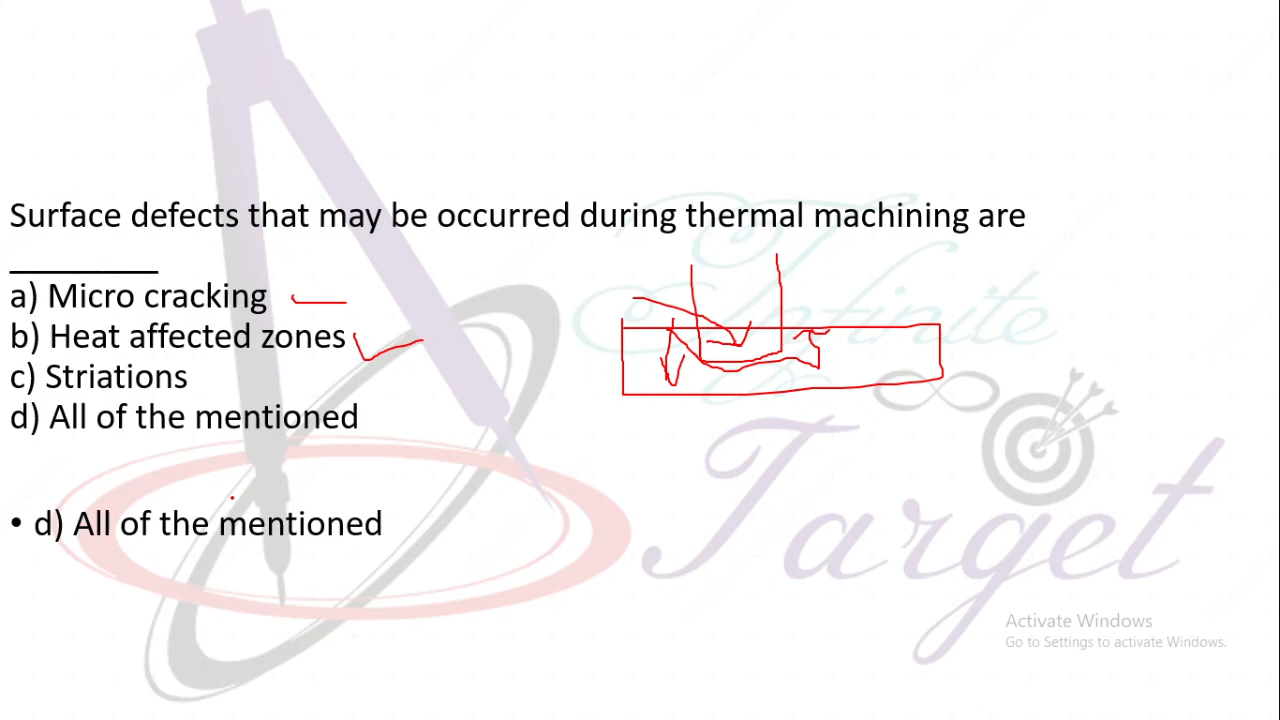 Surface defects that may be occurred during thermal machining are
________
a) Micro cracking
b) Heat affected zones
c) Striations
d) All of the mentioned
• d) All of the mentioned
Infinite
Target
Activate Windows
Go to Settings to activate Windows.